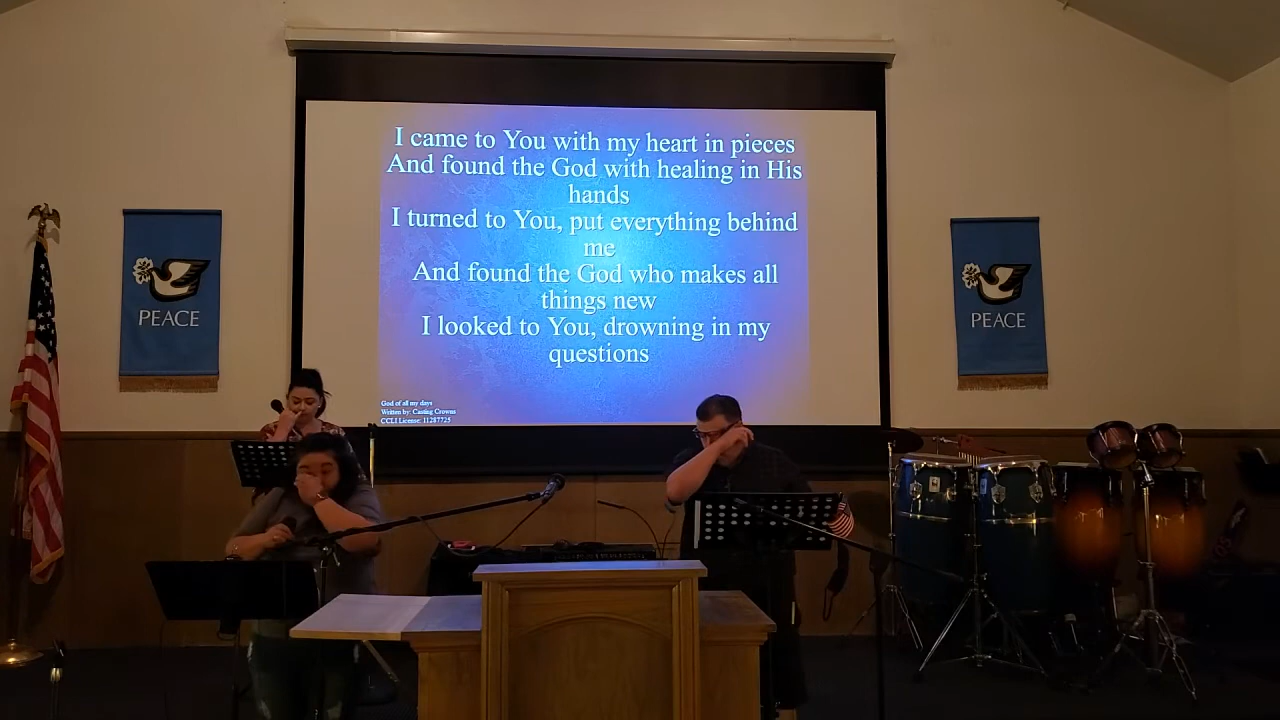 I came to You with my heart in pieces
And found the God with healing in His
hands
I turned to You, put everything behind
me
And found the God who makes all
things new
I looked to You, drowning in my
questions
God of all my days
Written by: Casting Crowns
CCLI License: 11287725
PEACE
PEACE